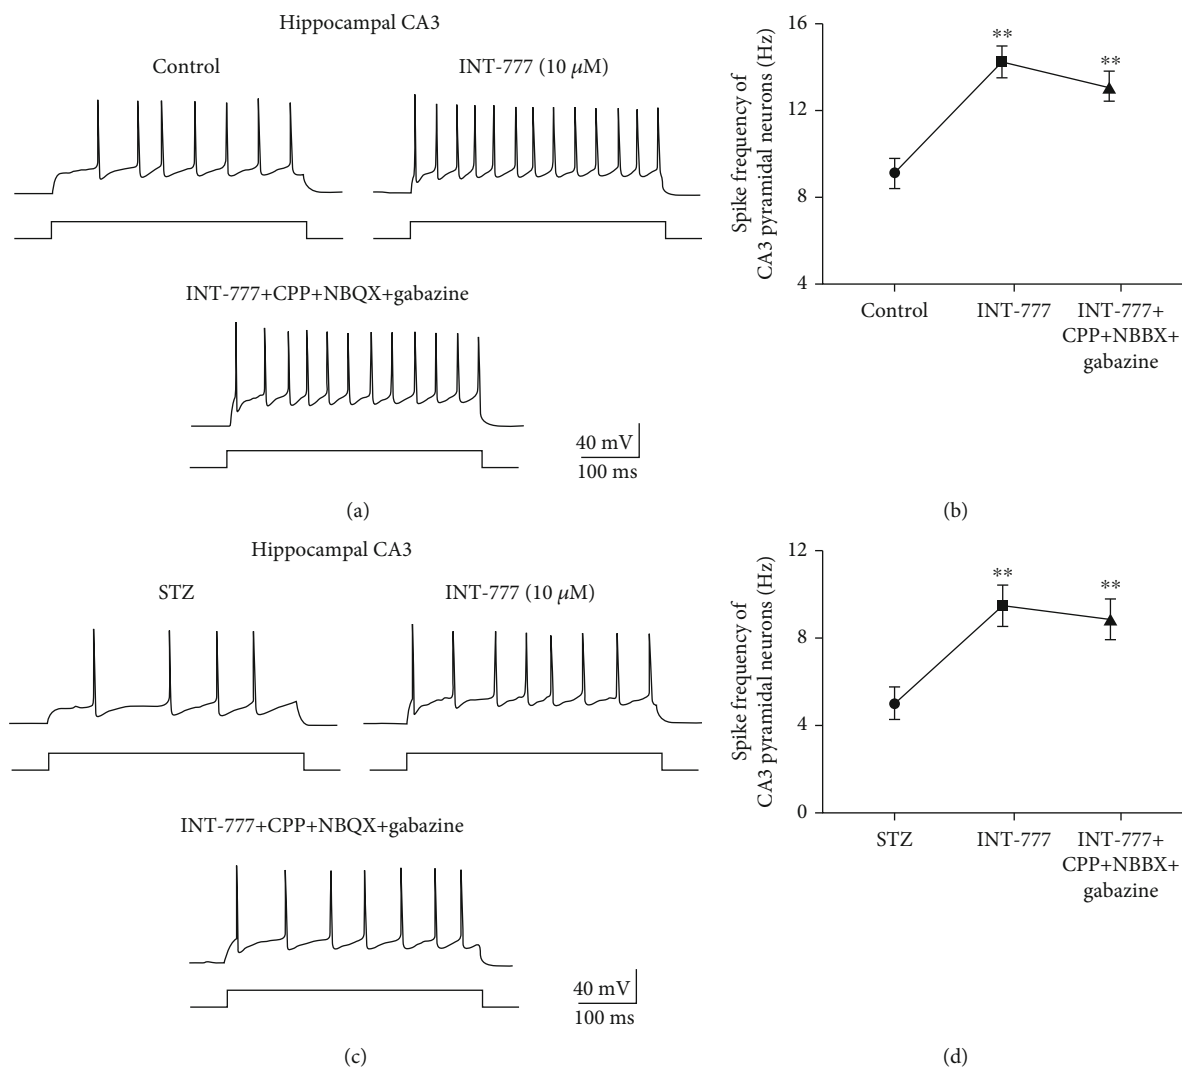 Hippocampal CA3
Control
INT-777 (10 μM)
INT-777+CPP+NBQX+gabazine
40 mV
100 ms
(a)
16
12
8
4
Spike frequency of
CA3 pyramidal neurons (Hz)
**
**
Control
INT-777
INT-777+
CPP+NBBX+
gabazine
(b)
Hippocampal CA3
STZ
INT-777 (10 μM)
INT-777+CPP+NBQX+gabazine
40 mV
100 ms
(c)
12
8
4
0
Spike frequency of
CA3 pyramidal neurons (Hz)
**
**
STZ
INT-777
INT-777+
CPP+NBBX+
gabazine
(d)